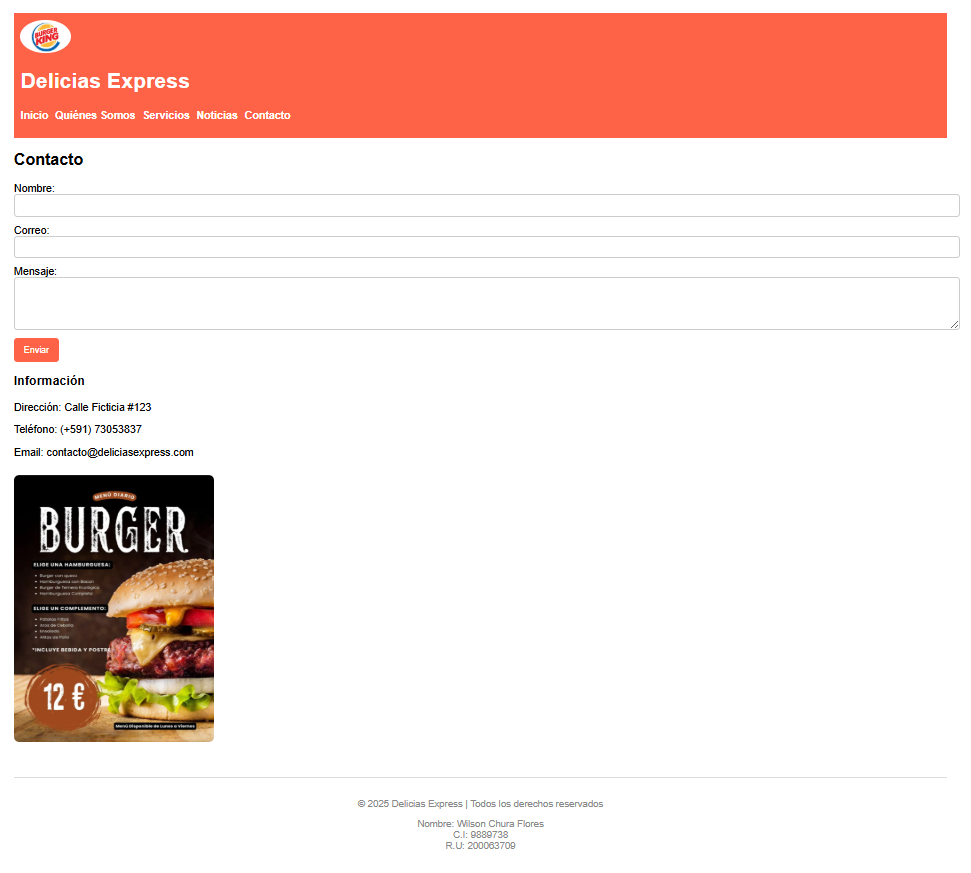 BURGER
KING
Delicias Express
Inicio Quiénes Somos Servicios Noticias Contacto
Contacto
Nombre:
Correo:
Mensaje:
Enviar
Información
Dirección: Calle Ficticia #123
Teléfono: (+591) 73053837
Email: contacto@deliciasexpress.com
MENÚ DIARIO
BURGER
ELIGE UNA HAMBURGUESA:
Burger con queso
Hamburguesa con Bacon
Burger de Ternera Ecológica
Hamburguesa Completa
ELIGE UN COMPLEMENTO:
Patatas Fritas
Aros de Cebolla
Ensalada
Alitas de Pollo
*INCLUYE BEBIDA Y POSTRE
12 €
Menú Disponible de Lunes a Viernes
© 2025 Delicias Express | Todos los derechos reservados
Nombre: Wilson Chura Flores
C.I: 9889738
R.U: 200063709